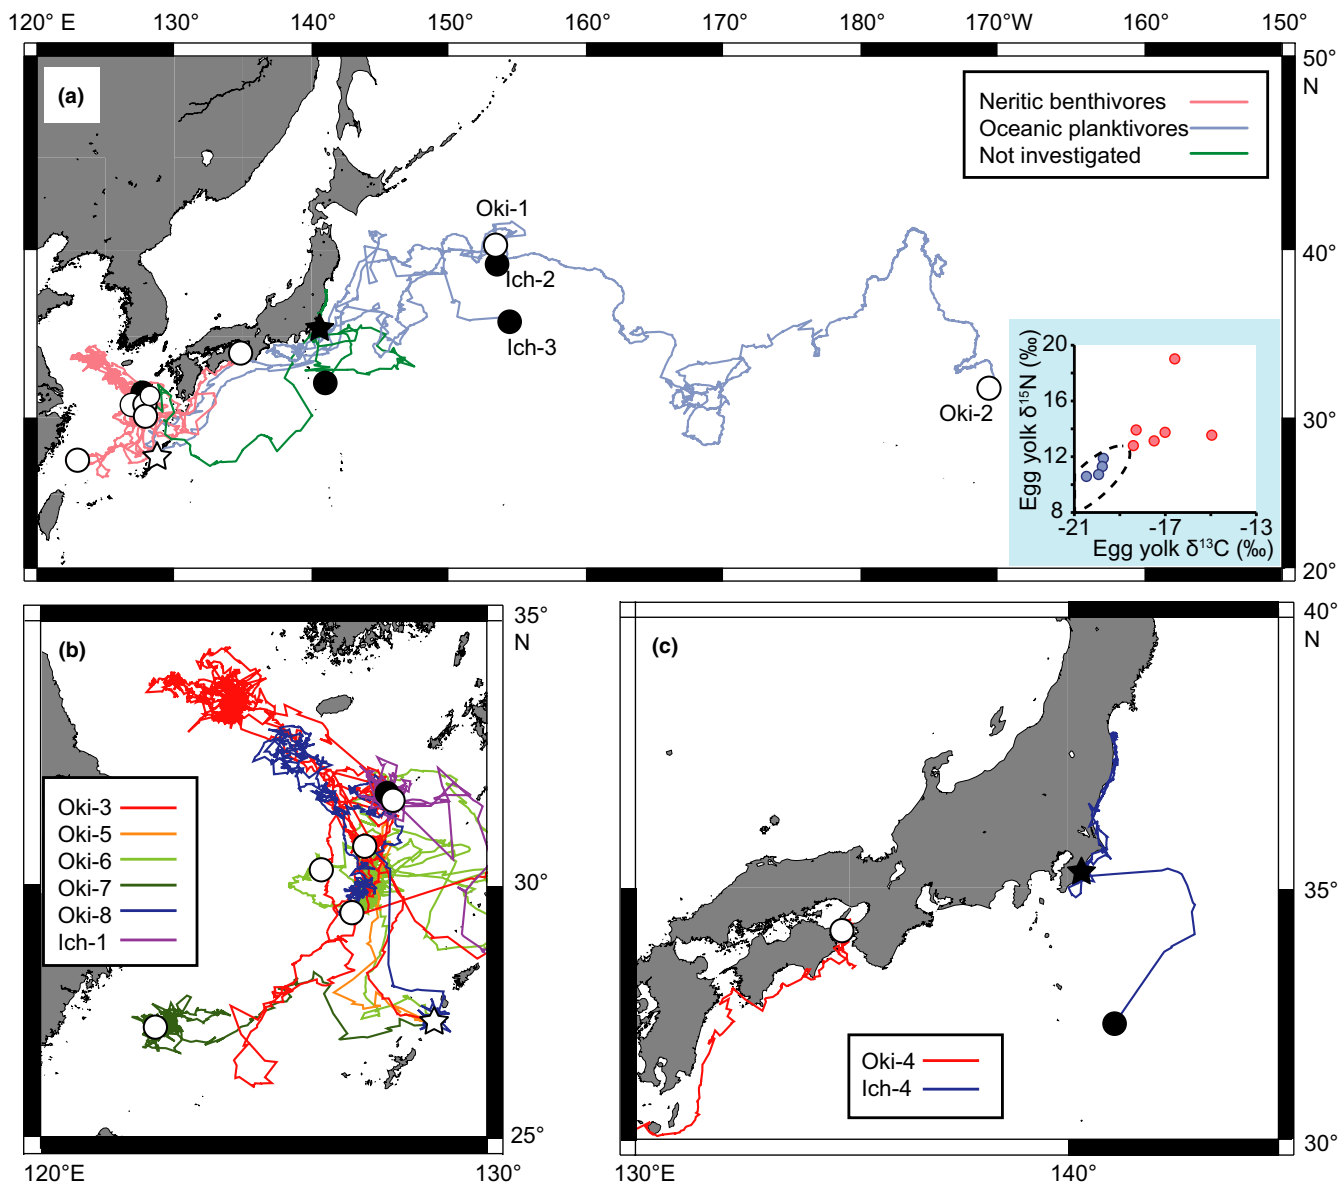 120° E 130° 140° 150° 160° 170° 180° 170°W 160° 150°
50°
N
(a)
Neritic benthivores
Oceanic planktivores
Not investigated
Oki-1
40°
Ich-2
Ich-3
Oki-2
30°
20°
20
16
12
8
Egg yolk δ15N (‰)
-21 -17 -13
Egg yolk δ13C (‰)
(b)
35°
N
Oki-3
Oki-5
Oki-6
Oki-7
Oki-8
Ich-1
30°
25°
120°E 130°
(c)
40°
N
35°
Oki-4
Ich-4
30°
130°E 140°